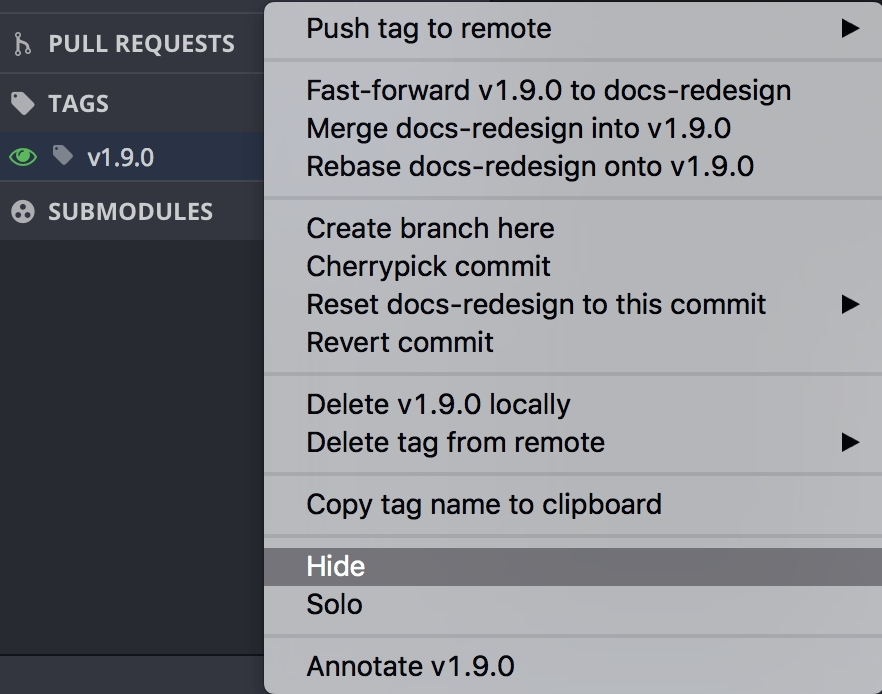 PULL REQUESTS
TAGS
v1.9.0
SUBMODULES
Push tag to remote
Fast-forward v1.9.0 to docs-redesign
Merge docs-redesign into v1.9.0
Rebase docs-redesign onto v1.9.0
Create branch here
Cherrypick commit
Reset docs-redesign to this commit
Revert commit
Delete v1.9.0 locally
Delete tag from remote
Copy tag name to clipboard
Hide
Solo
Annotate v1.9.0